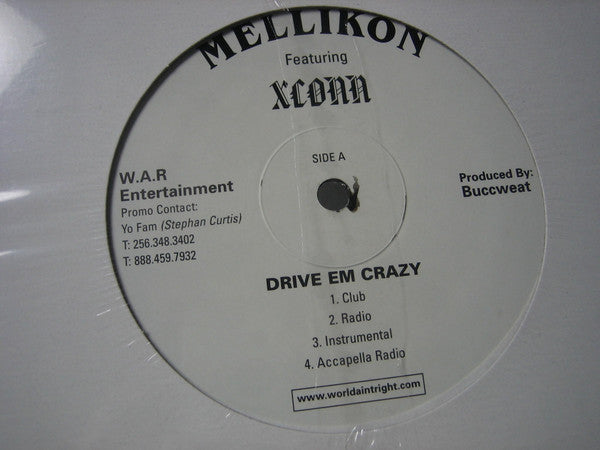 MELLIKON
Featuring
XCONN
SIDE A
W.A.R
Entertainment
Promo Contact:
Yo Fam (Stephan Curtis)
T: 256.348.3402
T: 888.459.7932
Produced By:
Buccweat
DRIVE EM CRAZY
1. Club
2. Radio
3. Instrumental
4. Accapella Radio
www.worldaintright.com